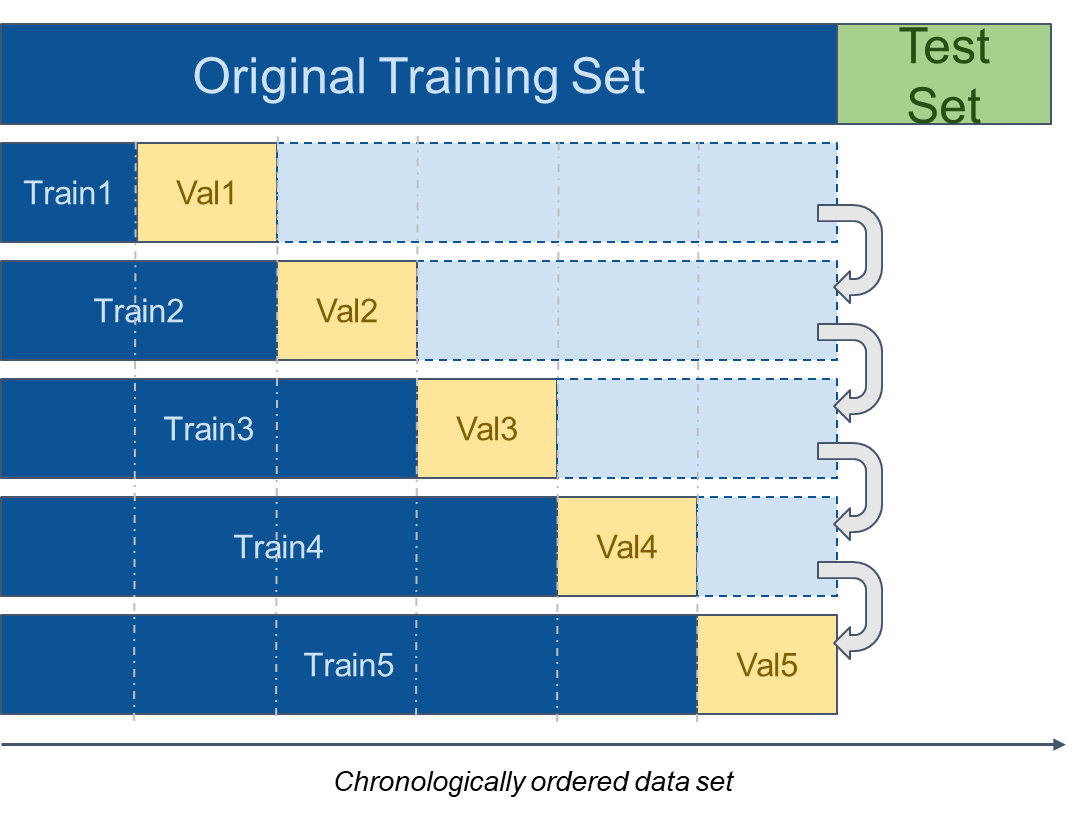 Original Training Set
Test
Set
Train1
Val1
Train2
Val2
Train3
Val3
Train4
Val4
Train5
Val5
Chronologically ordered data set